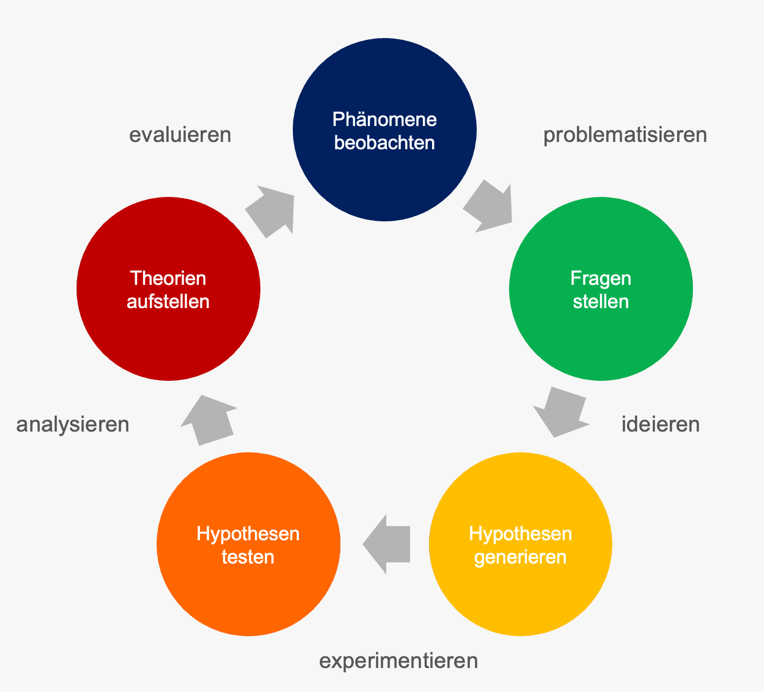 Phänomene
beobachten
evaluieren
problematisieren
Theorien
aufstellen
Fragen
stellen
analysieren
ideieren
Hypothesen
testen
Hypothesen
generieren
experimentieren